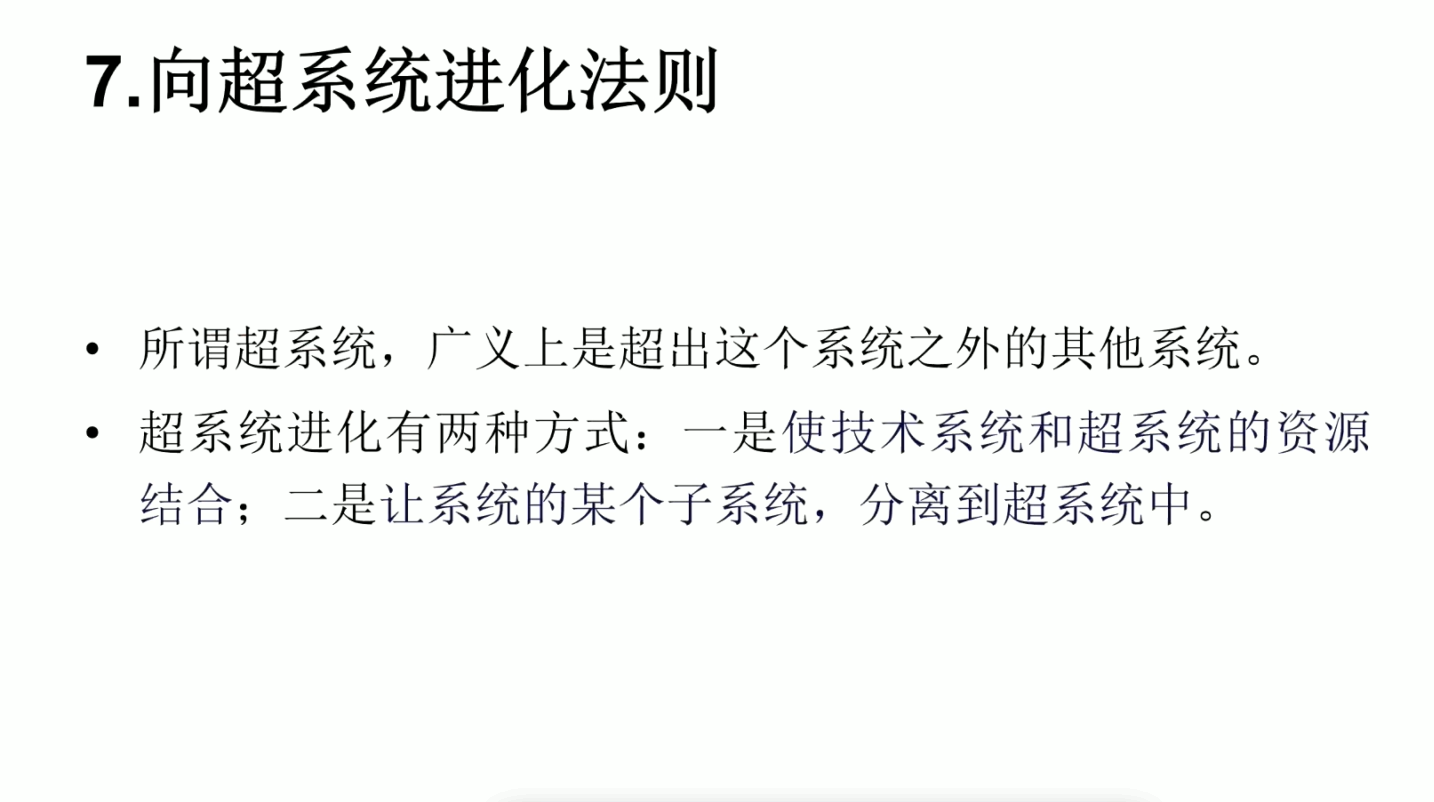 7.向超系统进化法则
• 所谓超系统，广义上是超出这个系统之外的其他系统。
• 超系统进化有两种方式：一是使技术系统和超系统的资源
结合；二是让系统的某个子系统，分离到超系统中。